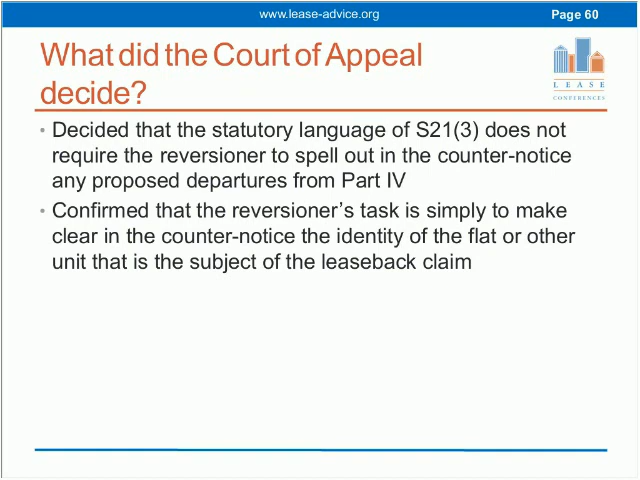 www.lease-advice.org
Page 60
What did the Court of Appeal
decide?
LEASE
CONFERENCES
• Decided that the statutory language of S21(3) does not
require the reversioner to spell out in the counter-notice
any proposed departures from Part IV
• Confirmed that the reversioner’s task is simply to make
clear in the counter-notice the identity of the flat or other
unit that is the subject of the leaseback claim